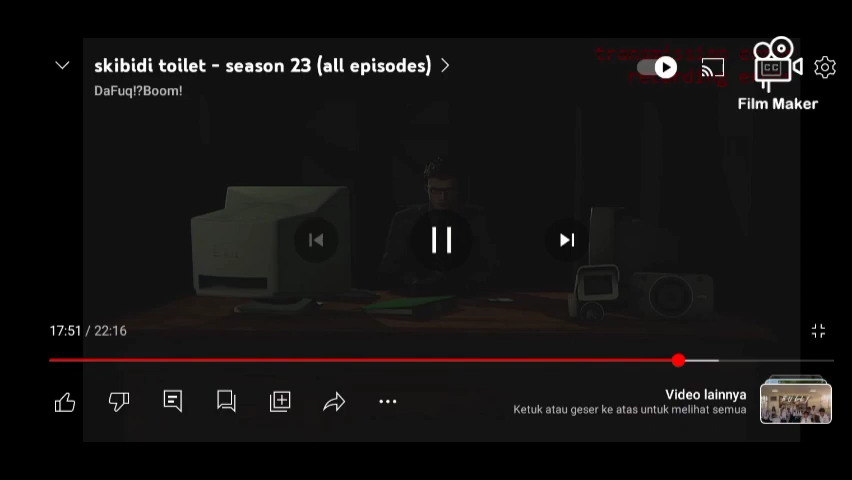 skibidi toilet - season 23 (all episodes)
DaFuq!?Boom!
CC
Film Maker
17:51 / 22:16
Video lainnya
Ketuk atau geser ke atas untuk melihat semua